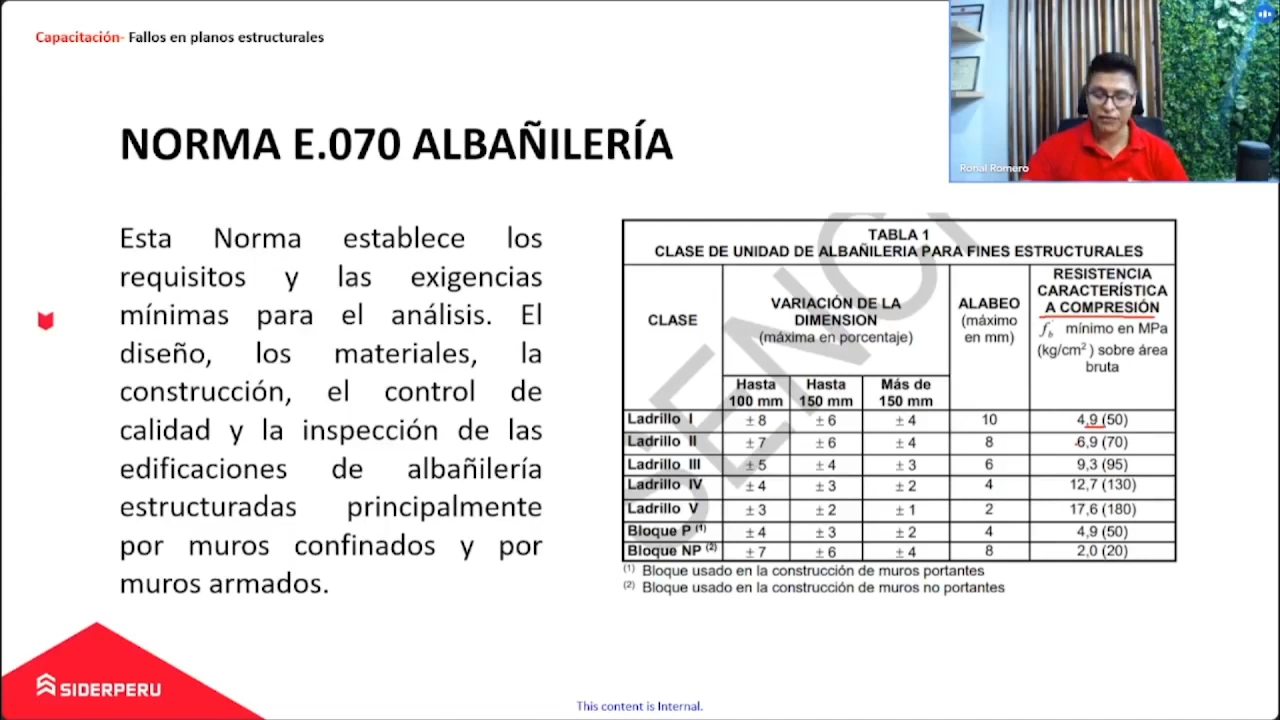 Capacitación- Fallos en planos estructurales
Ronal Romero
NORMA E.070 ALBAÑILERÍA
Esta Norma establece los
requisitos y las exigencias
mínimas para el análisis. El
diseño, los materiales, la
construcción, el control de
calidad y la inspección de las
edificaciones de albañilería
estructuradas principalmente
por muros confinados y por
muros armados.
TABLA 1
CLASE DE UNIDAD DE ALBAÑILERIA PARA FINES ESTRUCTURALES
CLASE
VARIACIÓN DE LA
DIMENSION
(máxima en porcentaje)
ALABEO
(máximo
en mm)
RESISTENCIA
CARACTERÍSTICA
A COMPRESIÓN
f'b mínimo en MPa
(kg/cm²) sobre área
bruta
Hasta 100 mm Hasta 150 mm Más de 150 mm
Ladrillo I ± 8 ± 6 ± 4 10 4,9 (50)
Ladrillo II ± 7 ± 6 ± 4 8 6,9 (70)
Ladrillo III ± 5 ± 4 ± 3 6 9,3 (95)
Ladrillo IV ± 4 ± 3 ± 2 4 12,7 (130)
Ladrillo V ± 3 ± 2 ± 1 2 17,6 (180)
Bloque P (1) ± 4 ± 3 ± 2 4 4,9 (50)
Bloque NP (2) ± 7 ± 6 ± 4 8 2,0 (20)
(1) Bloque usado en la construcción de muros portantes
(2) Bloque usado en la construcción de muros no portantes
SENC
SIDERPERU
This content is Internal.